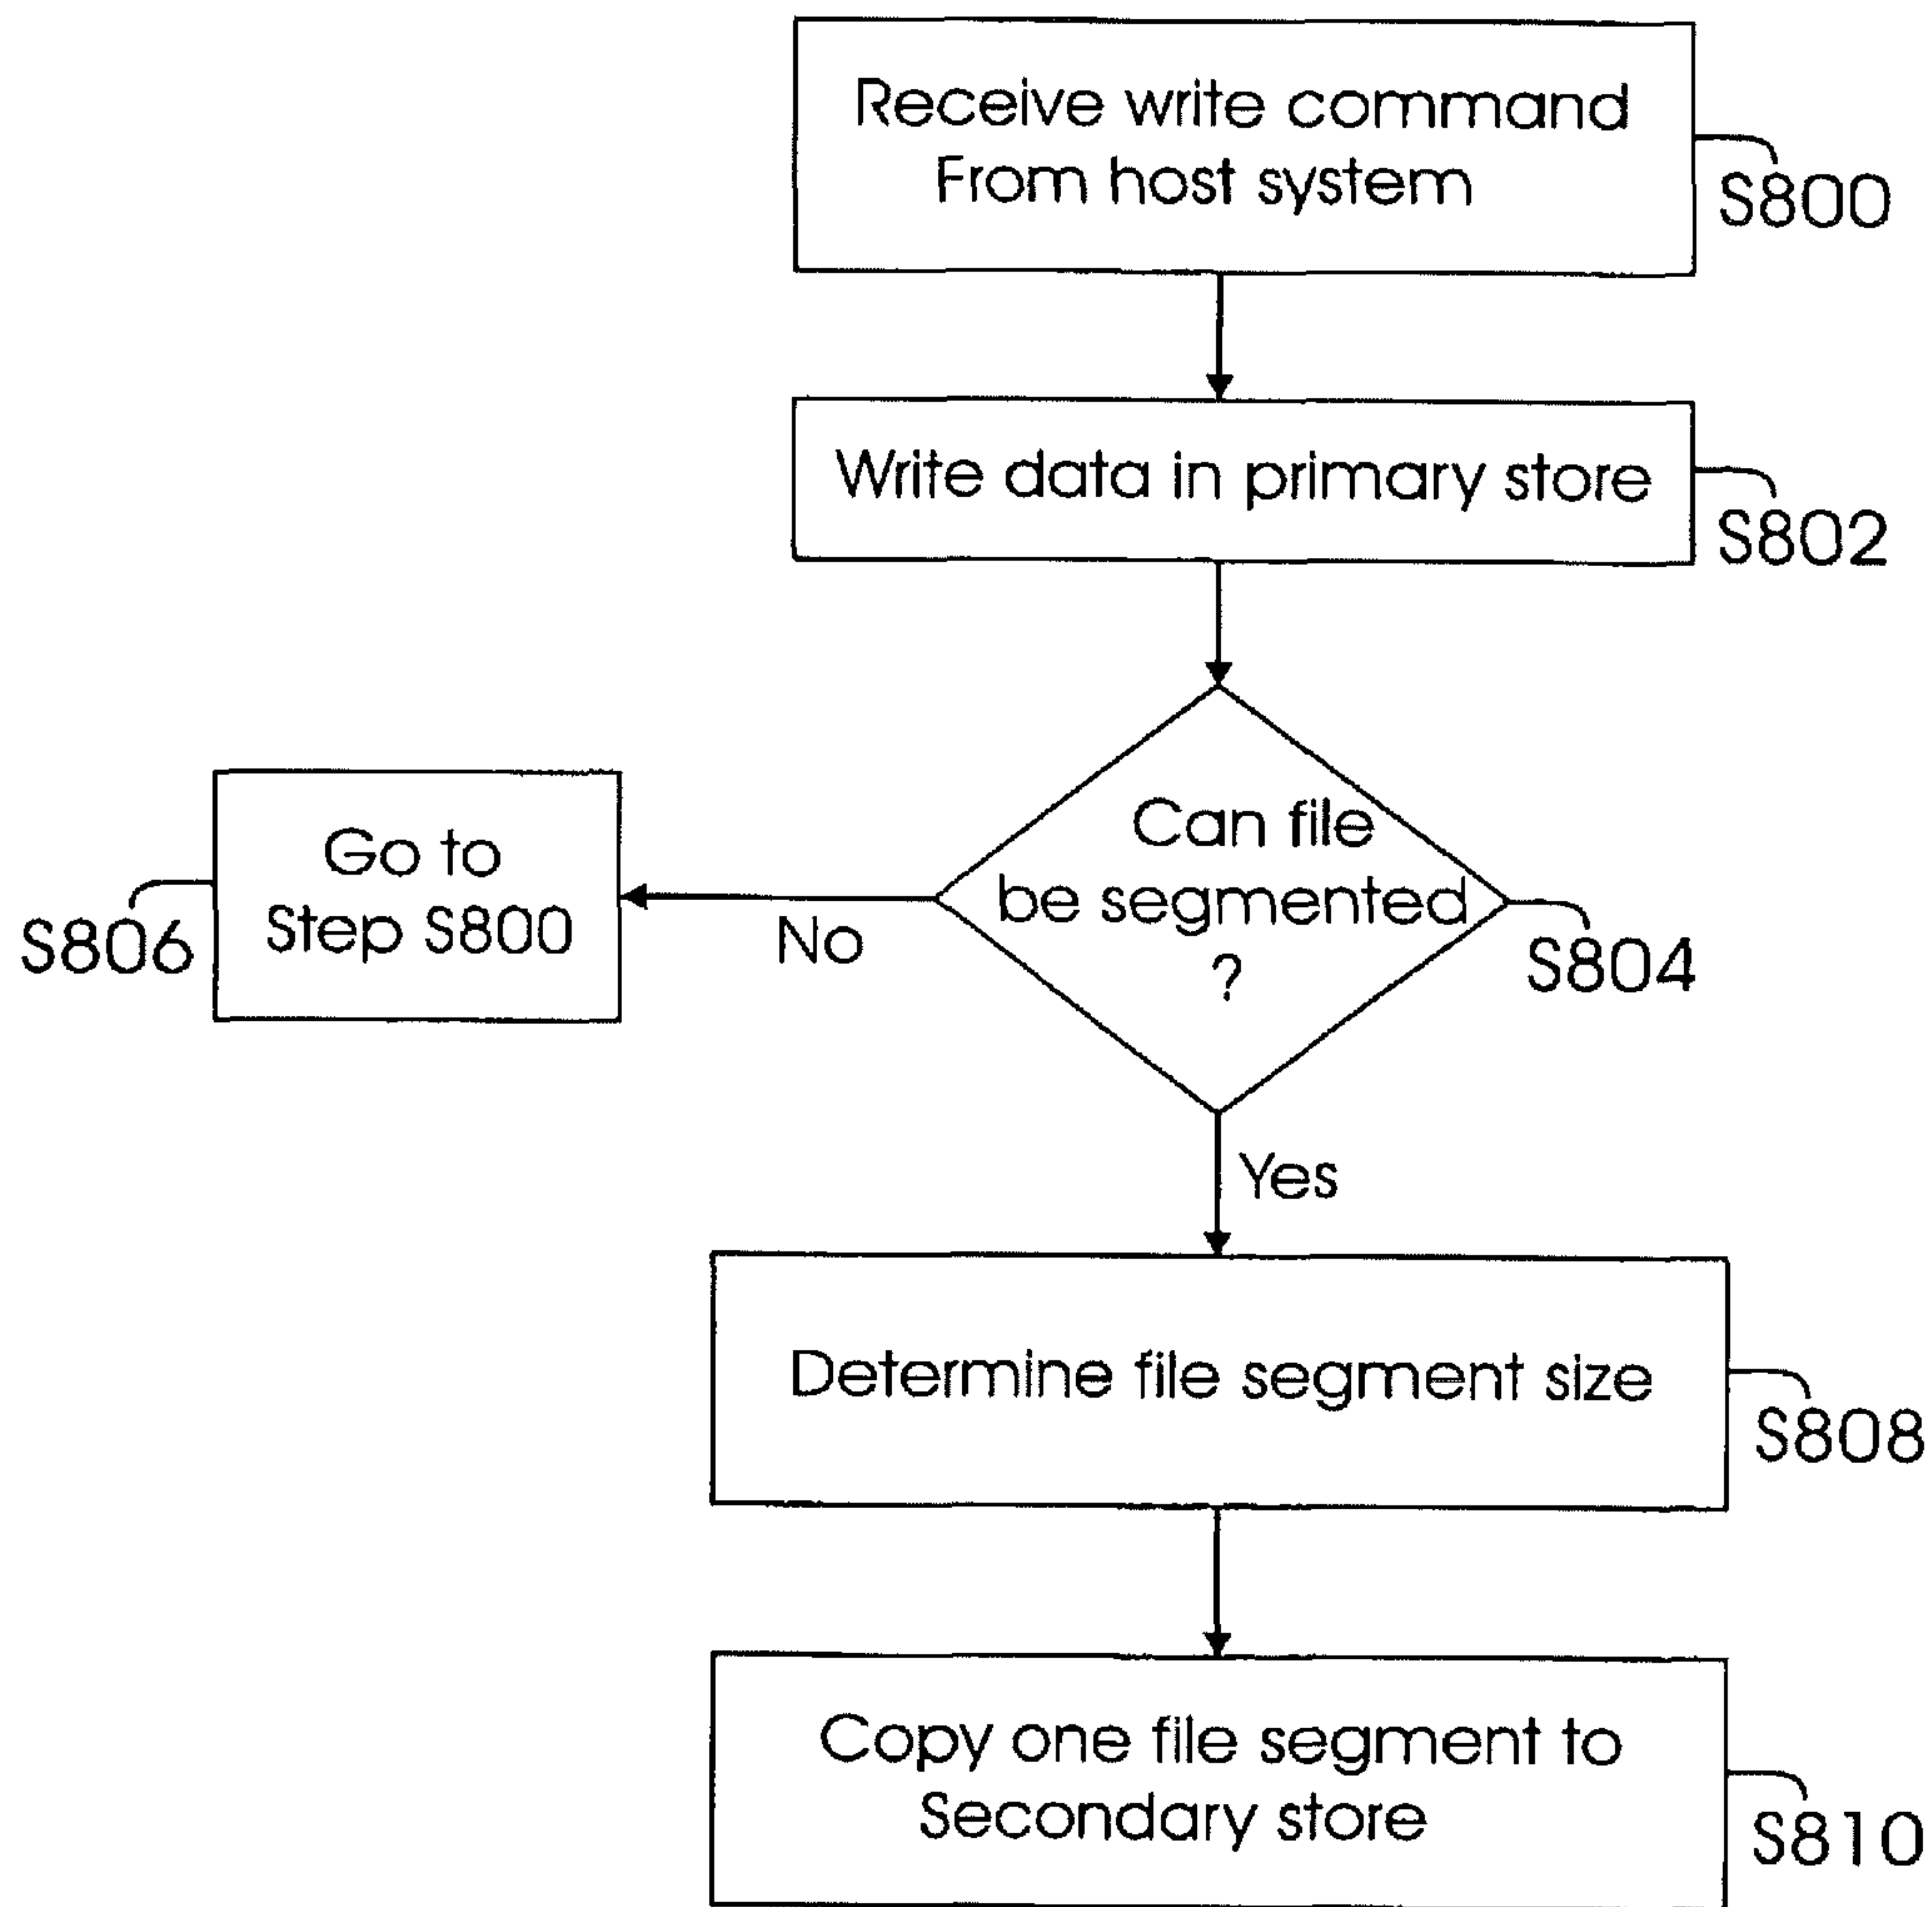 Receive write command
From host system
S800
Write data in primary store
S802
Can file
be segmented
?
S804
No
Go to
Step S800
S806
Yes
Determine file segment size
S808
Copy one file segment to
Secondary store
S810